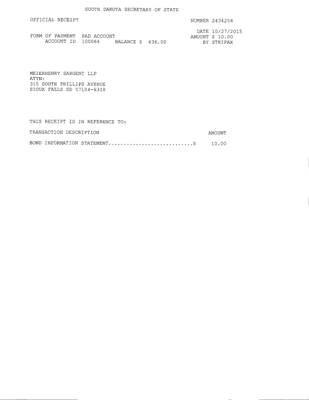 SOUTH DAKOTA SECRETARY OF STATE
OFFICIAL RECEIPT NUMBER 2434256
DATE 10/27/2015
FORM OF PAYMENT PAD ACCOUNT AMOUNT $ 10.00
ACCOUNT ID 100064 BALANCE $ 436.00 BY STKIPAX
MEIERHENRY SARGENT LLP
ATTN:
315 SOUTH PHILLIPS AVENUE
SIOUX FALLS SD 57104-6318
THIS RECEIPT IS IN REFERENCE TO:
TRANSACTION DESCRIPTION AMOUNT
BOND INFORMATION STATEMENT...........................$ 10.00